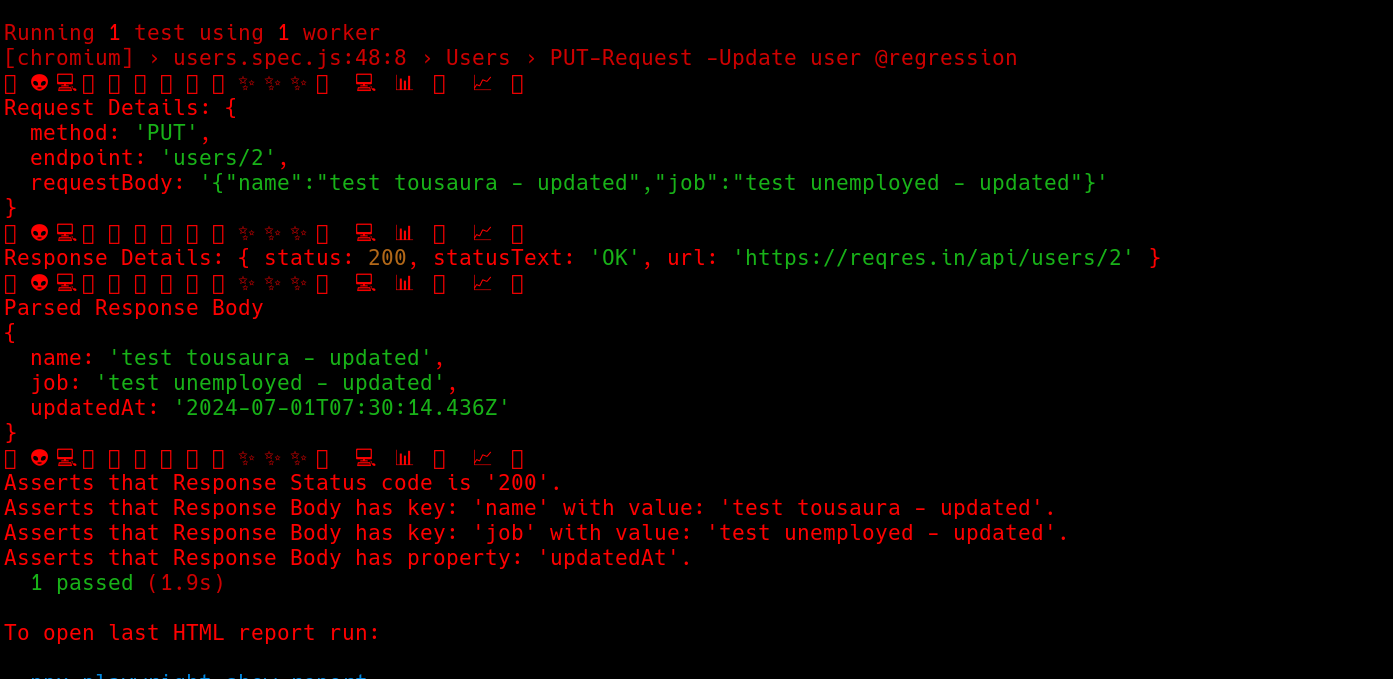 Running 1 test using 1 worker
[chromium] › users.spec.js:48:8 › Users › PUT-Request -Update user @regression
▯ 👽 💻▯ ▯ ▯ ▯ ▯ ▯ ✨ ✨ ✨ ▯ 💻 📊 ▯ 📈 ▯
Request Details: {
  method: 'PUT',
  endpoint: 'users/2',
  requestBody: '{"name":"test tousaura - updated","job":"test unemployed - updated"}'
}
▯ 👽 💻▯ ▯ ▯ ▯ ▯ ▯ ✨ ✨ ✨ ▯ 💻 📊 ▯ 📈 ▯
Response Details: { status: 200, statusText: 'OK', url: 'https://reqres.in/api/users/2' }
▯ 👽 💻▯ ▯ ▯ ▯ ▯ ▯ ✨ ✨ ✨ ▯ 💻 📊 ▯ 📈 ▯
Parsed Response Body
{
  name: 'test tousaura - updated',
  job: 'test unemployed - updated',
  updatedAt: '2024-07-01T07:30:14.436Z'
}
▯ 👽 💻▯ ▯ ▯ ▯ ▯ ▯ ✨ ✨ ✨ ▯ 💻 📊 ▯ 📈 ▯
Asserts that Response Status code is '200'.
Asserts that Response Body has key: 'name' with value: 'test tousaura - updated'.
Asserts that Response Body has key: 'job' with value: 'test unemployed - updated'.
Asserts that Response Body has property: 'updatedAt'.
  1 passed (1.9s)
To open last HTML report run:
  npx playwright show-report